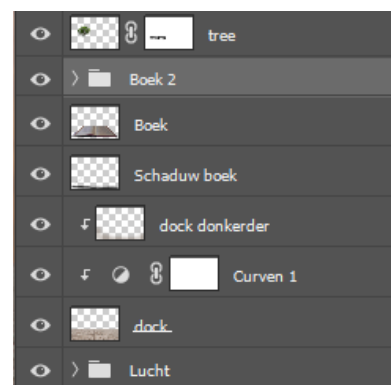 tree
Boek 2
Boek
Schaduw boek
dock donkerder
Curven 1
dock
Lucht